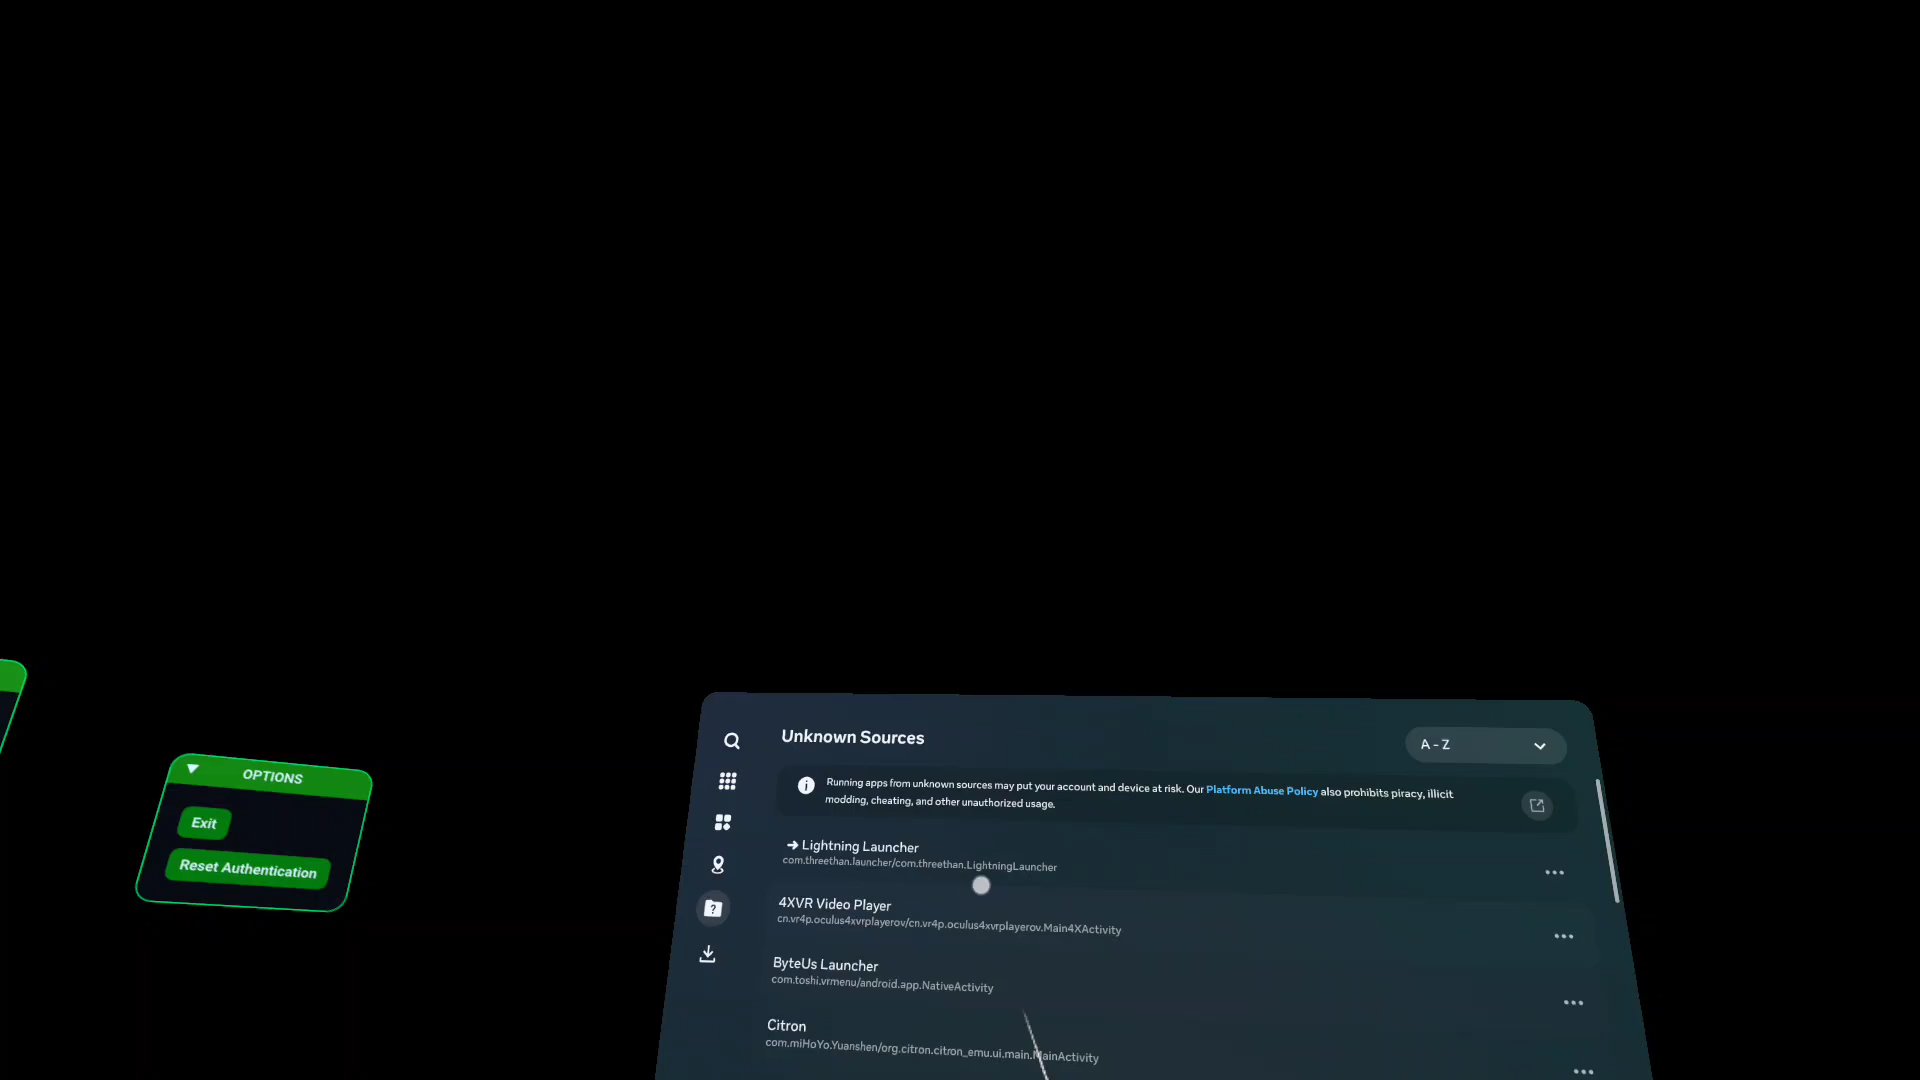 OPTIONS
Exit
Reset Authentication
Unknown Sources
A - Z
Running apps from unknown sources may put your account and device at risk. Our Platform Abuse Policy also prohibits piracy, illicit
modding, cheating, and other unauthorized usage.
➔ Lightning Launcher
com.threethan.launcher/com.threethan.LightningLauncher
4XVR Video Player
cn.vr4p.oculus4xvrplayerov/cn.vr4p.oculus4xvrplayerov.Main4XActivity
ByteUs Launcher
com.toshi.vrmenu/android.app.NativeActivity
Citron
com.miHoYo.Yuanshen/org.citron.citron_emu.ui.main.MainActivity